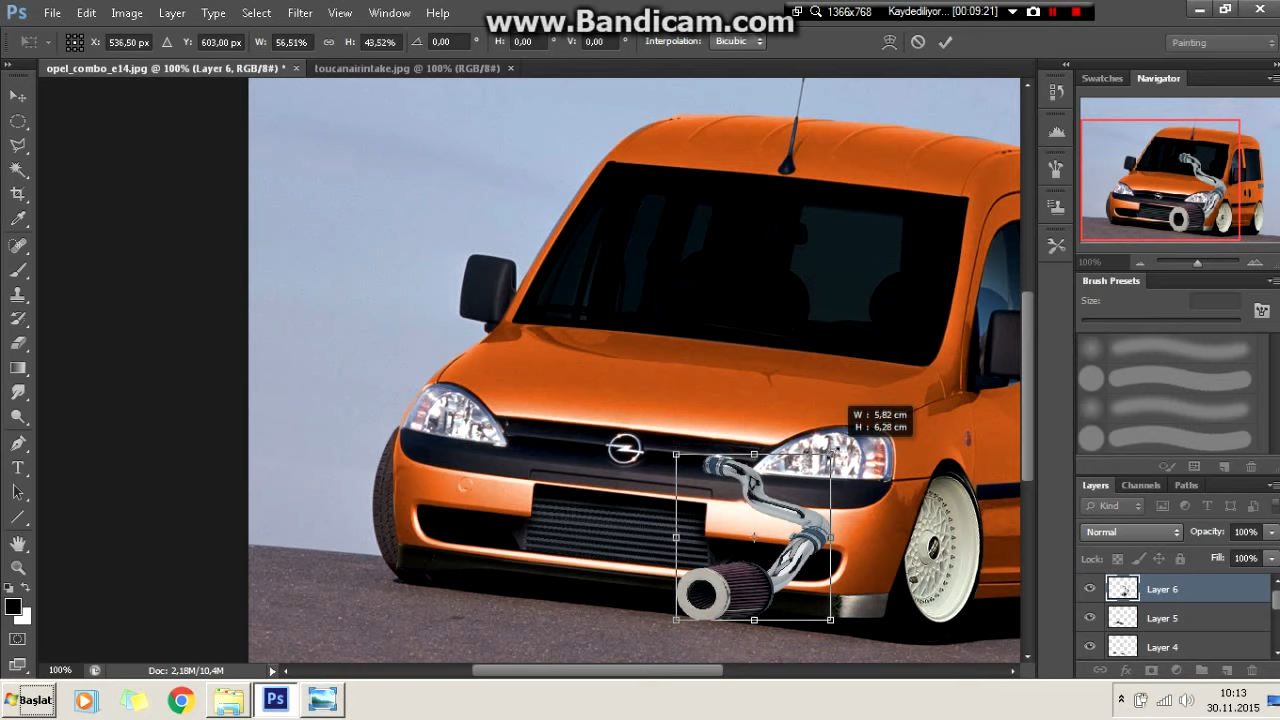 www.Bandicam.com
1366x768 Kaydediliyor... [00:09:21]
Ps File Edit Image Layer Type Select Filter View Window Help
X: 536,50 px Y: 603,00 px W: 56,51% H: 43,52% 0,00 ° H: 0,00 ° V: 0,00 ° Interpolation: Bicubic Painting
opel_combo_e14.jpg @ 100% (Layer 6, RGB/8#) * × toucanairintake.jpg @ 100% (RGB/8#) ×
Swatches Navigator
100%
Brush Presets
Size:
W : 5,82 cm
H : 6,28 cm
Layers Channels Paths
Kind
Normal Opacity: 100%
Lock: Fill: 100%
Layer 6
Layer 5
Layer 4
100% Doc: 2,18M/10,4M
Başlat Ps
10:13
30.11.2015